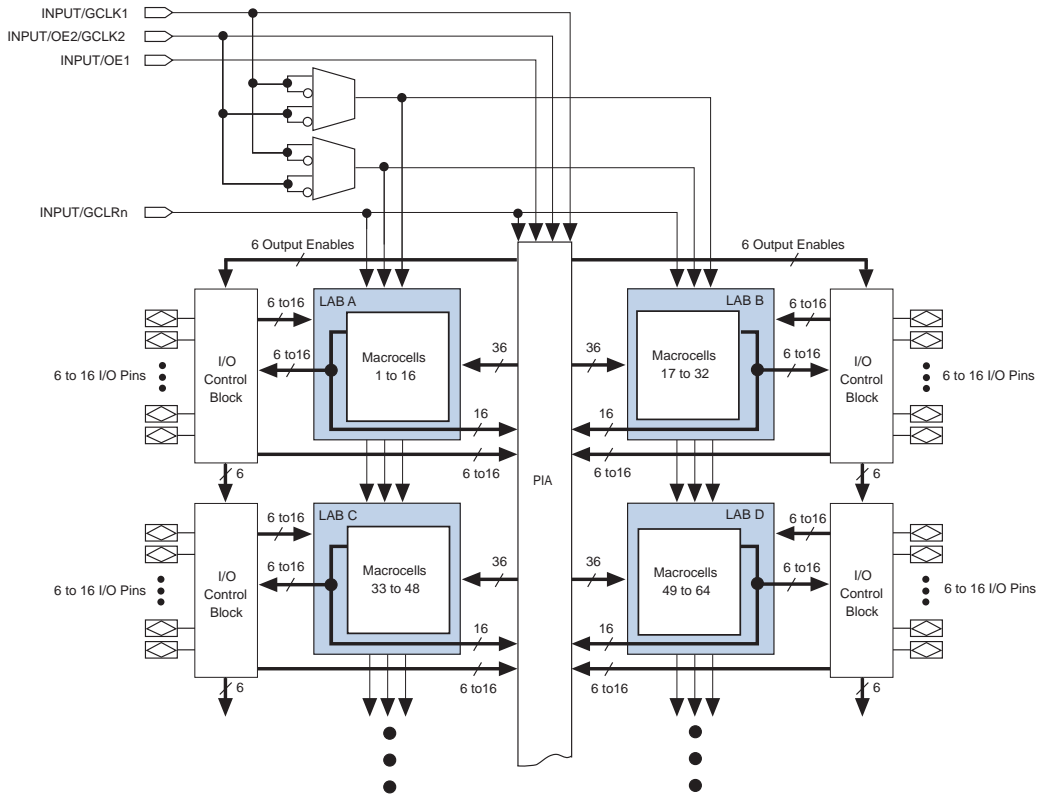 INPUT/GCLK1
INPUT/OE2/GCLK2
INPUT/OE1
INPUT/GCLRn
6 Output Enables
6 Output Enables
6 to16
LAB A
LAB B
6 to16
6 to 16 I/O Pins
I/O
Control
Block
6 to16
Macrocells
1 to 16
36
36
Macrocells
17 to 32
6 to16
I/O
Control
Block
6 to 16 I/O Pins
16
16
6 to16
6 to16
PIA
6
6
6 to16
LAB C
LAB D
6 to16
6 to 16 I/O Pins
I/O
Control
Block
6 to16
Macrocells
33 to 48
36
36
Macrocells
49 to 64
6 to16
I/O
Control
Block
6 to 16 I/O Pins
16
16
6 to16
6 to16
6
6